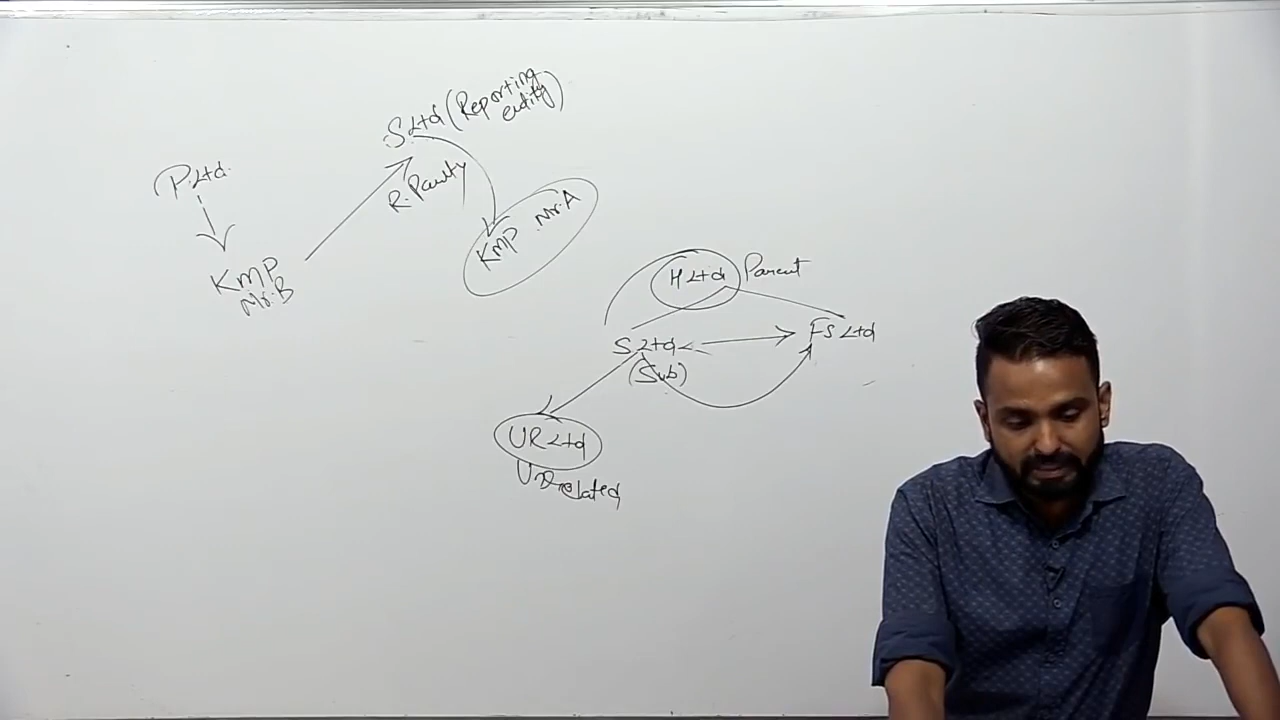 S Ltd (Reporting
entity)
P. Ltd.
R. Party
KMP Mr. A
KMP
Mr. B
H Ltd Parent
S Ltd
FS Ltd
(Sub)
UR Ltd
Unrelated